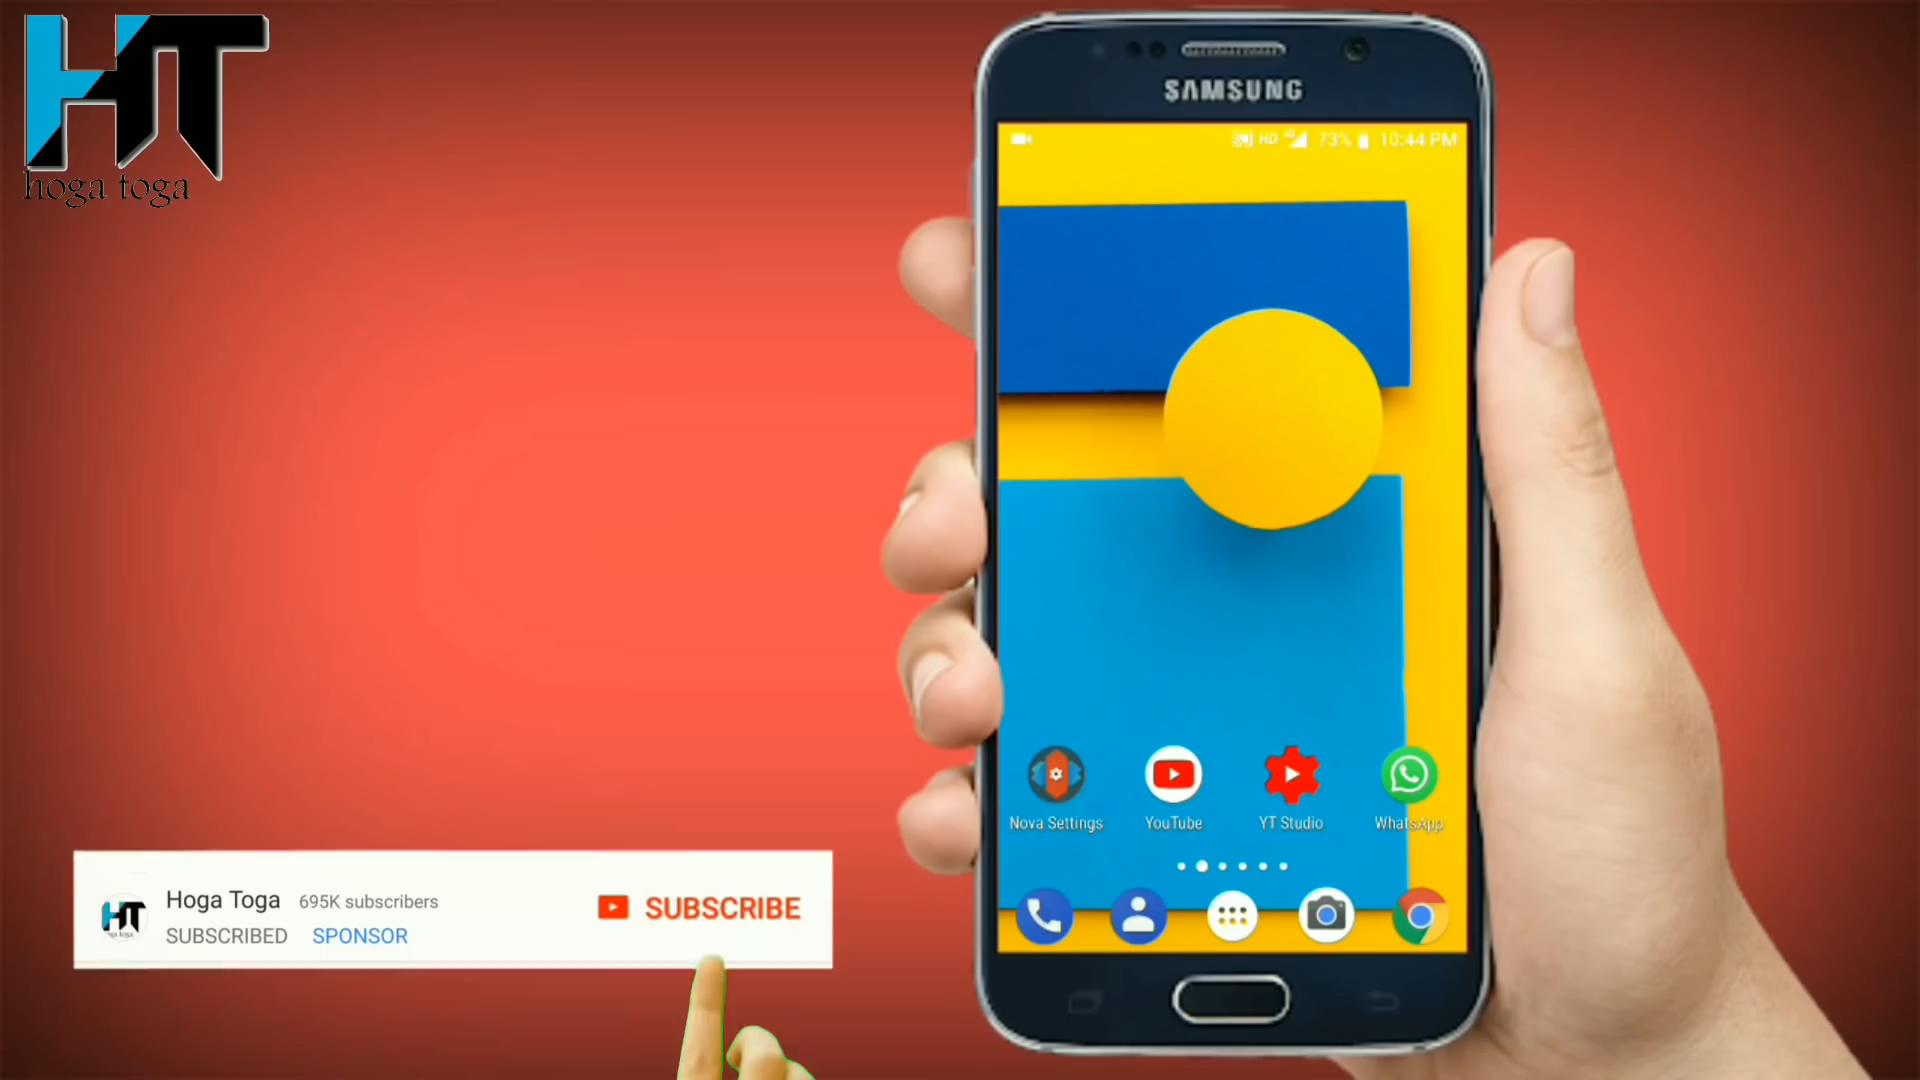 HT
hoga toga
SAMSUNG
HD 4G 73% 10:44 PM
Nova Settings YouTube YT Studio WhatsApp
Hoga Toga 695K subscribers
SUBSCRIBED SPONSOR
SUBSCRIBE
HT